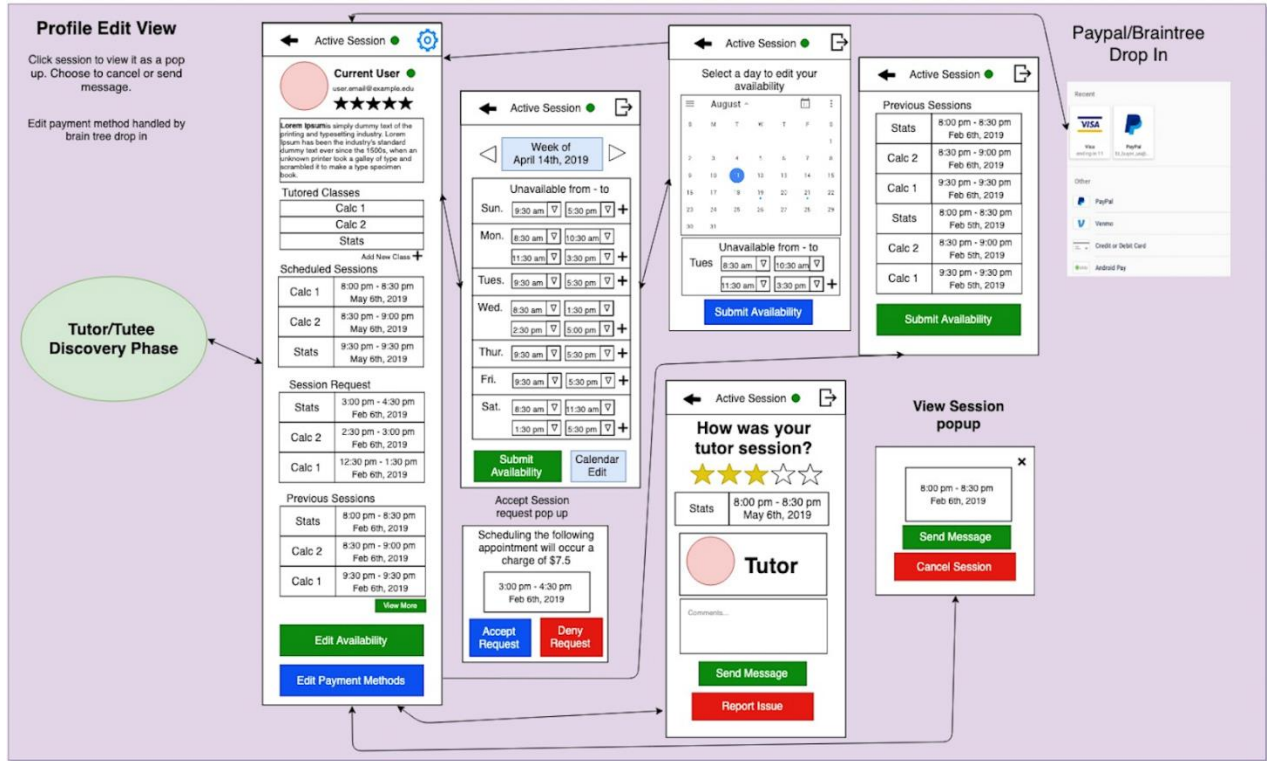 Profile Edit View
Click session to view it as a pop
up. Choose to cancel or send
message.
Edit payment method handled by
brain tree drop in
Tutor/Tutee
Discovery Phase
Active Session
Current User
user.email@example.edu
Lorem Ipsum is simply dummy text of the
printing and typesetting industry. Lorem
Ipsum has been the industry's standard
dummy text ever since the 1500s, when an
unknown printer took a galley of type and
scrambled it to make a type specimen
book.
Tutored Classes
Calc 1
Calc 2
Stats
Add New Class +
Scheduled Sessions
Calc 1 8:00 pm - 8:30 pm
May 6th, 2019
Calc 2 8:30 pm - 9:00 pm
May 6th, 2019
Stats 9:30 pm - 9:30 pm
May 6th, 2019
Session Request
Stats 3:00 pm - 4:30 pm
Feb 6th, 2019
Calc 2 2:30 pm - 3:00 pm
Feb 6th, 2019
Calc 1 12:30 pm - 1:30 pm
Feb 6th, 2019
Previous Sessions
Stats 8:00 pm - 8:30 pm
Feb 6th, 2019
Calc 2 8:30 pm - 9:00 pm
Feb 6th, 2019
Calc 1 9:30 pm - 9:30 pm
Feb 6th, 2019
View More
Edit Availability
Edit Payment Methods
Active Session
Week of
April 14th, 2019
Unavailable from - to
Sun. 9:30 am 5:30 pm +
Mon. 8:30 am 10:30 am
11:30 am 3:30 pm +
Tues. 9:30 am 5:30 pm +
Wed. 8:30 am 1:30 pm
2:30 pm 5:00 pm +
Thur. 9:30 am 5:30 pm +
Fri. 9:30 am 5:30 pm +
Sat. 8:30 am 11:30 am
1:30 pm 5:30 pm +
Submit
Availability
Calendar
Edit
Accept Session
request pop up
Scheduling the following
appointment will occur a
charge of $7.5
3:00 pm - 4:30 pm
Feb 6th, 2019
Accept
Request
Deny
Request
Active Session
Select a day to edit your
availability
August
S M T W T F S
1
2 3 4 5 6 7 8
9 10 11 12 13 14 15
16 17 18 19 20 21 22
23 24 25 26 27 28 29
30 31
Unavailable from - to
Tues 8:30 am 10:30 am
11:30 am 3:30 pm +
Submit Availability
Active Session
Previous Sessions
Stats 8:00 pm - 8:30 pm
Feb 6th, 2019
Calc 2 8:30 pm - 9:00 pm
Feb 6th, 2019
Calc 1 9:30 pm - 9:30 pm
Feb 6th, 2019
Stats 8:00 pm - 8:30 pm
Feb 5th, 2019
Calc 2 8:30 pm - 9:00 pm
Feb 5th, 2019
Calc 1 9:30 pm - 9:30 pm
Feb 5th, 2019
Submit Availability
Active Session
How was your
tutor session?
Stats 8:00 pm - 8:30 pm
May 6th, 2019
Tutor
Comments...
Send Message
Report Issue
View Session
popup
8:00 pm - 8:30 pm
Feb 6th, 2019
Send Message
Cancel Session
Paypal/Braintree
Drop In
Recent
VISA
Visa
ending in 11
PayPal
Other
PayPal
Venmo
Credit or Debit Card
Android Pay